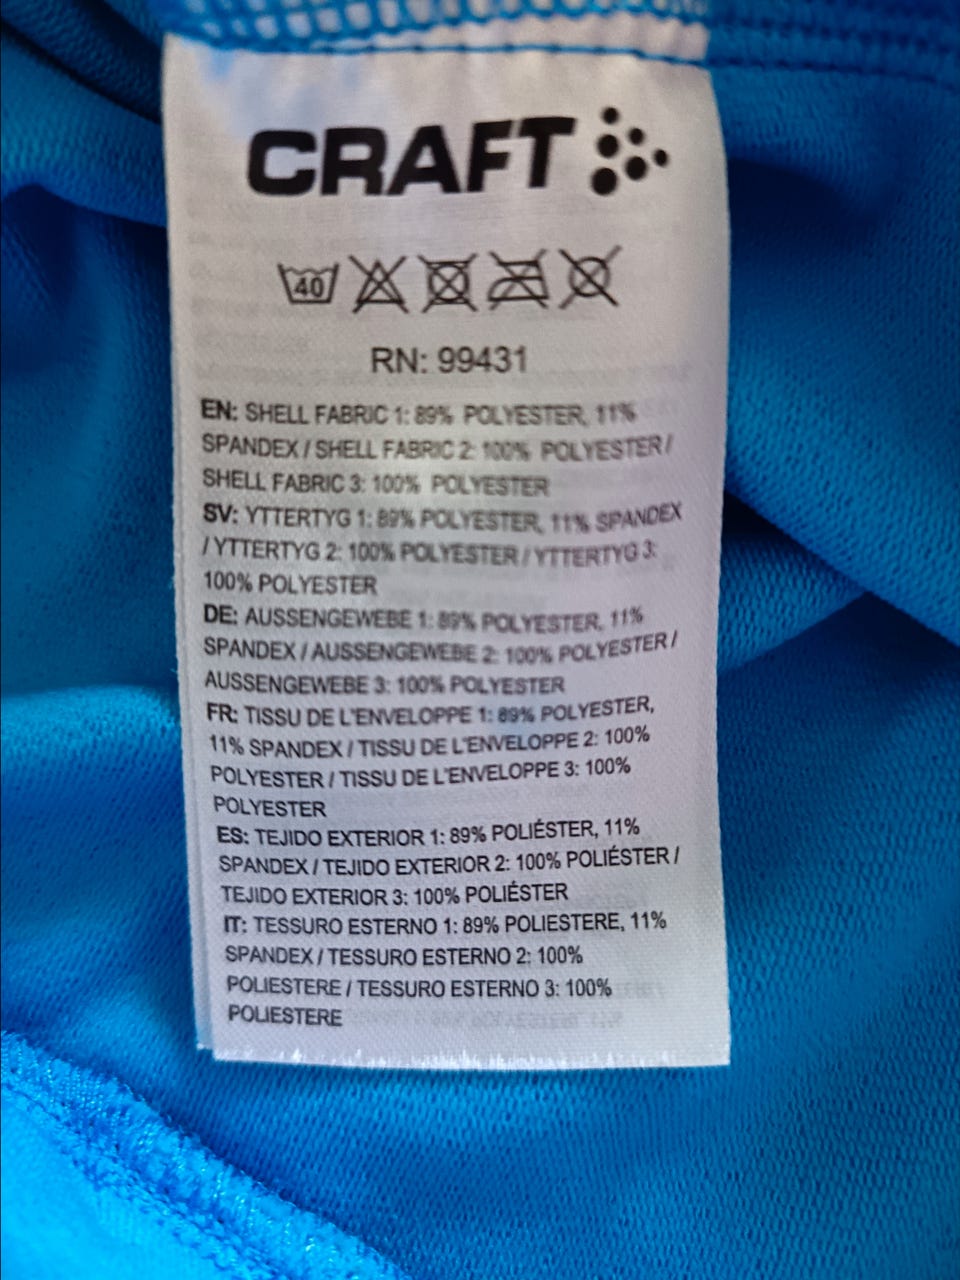 CRAFT
40
RN: 99431
EN: SHELL FABRIC 1: 89% POLYESTER, 11%
SPANDEX / SHELL FABRIC 2: 100% POLYESTER /
SHELL FABRIC 3: 100% POLYESTER
SV: YTTERTYG 1: 89% POLYESTER, 11% SPANDEX
/ YTTERTYG 2: 100% POLYESTER / YTTERTYG 3:
100% POLYESTER
DE: AUSSENGEWEBE 1: 89% POLYESTER, 11%
SPANDEX / AUSSENGEWEBE 2: 100% POLYESTER /
AUSSENGEWEBE 3: 100% POLYESTER
FR: TISSU DE L'ENVELOPPE 1: 89% POLYESTER,
11% SPANDEX / TISSU DE L'ENVELOPPE 2: 100%
POLYESTER / TISSU DE L'ENVELOPPE 3: 100%
POLYESTER
ES: TEJIDO EXTERIOR 1: 89% POLIÉSTER, 11%
SPANDEX / TEJIDO EXTERIOR 2: 100% POLIÉSTER /
TEJIDO EXTERIOR 3: 100% POLIÉSTER
IT: TESSURO ESTERNO 1: 89% POLIESTERE, 11%
SPANDEX / TESSURO ESTERNO 2: 100%
POLIESTERE / TESSURO ESTERNO 3: 100%
POLIESTERE